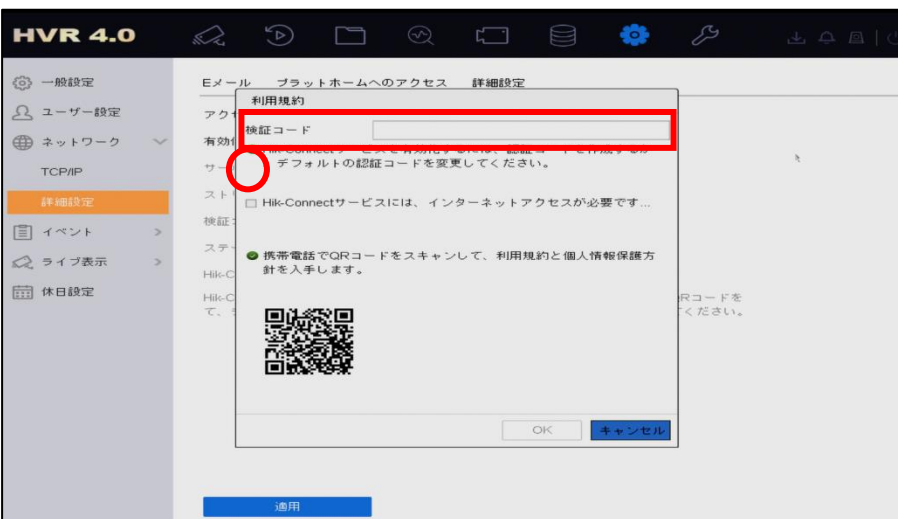 HVR 4.0
一般設定
ユーザー設定
ネットワーク
TCP/IP
詳細設定
イベント
ライブ表示
休日設定
Eメール プラットホームへのアクセス 詳細設定
利用規約
検証コード
デフォルトの認証コードを変更してください。
Hik-Connectサービスには、インターネットアクセスが必要です...
携帯電話でQRコードをスキャンして、利用規約と個人情報保護方
針を入手します。
OK キャンセル
アクセ
有効
サー
スト
検証
ステー
Hik-C
Hik-C
Rコードを
て、
ください。
適用